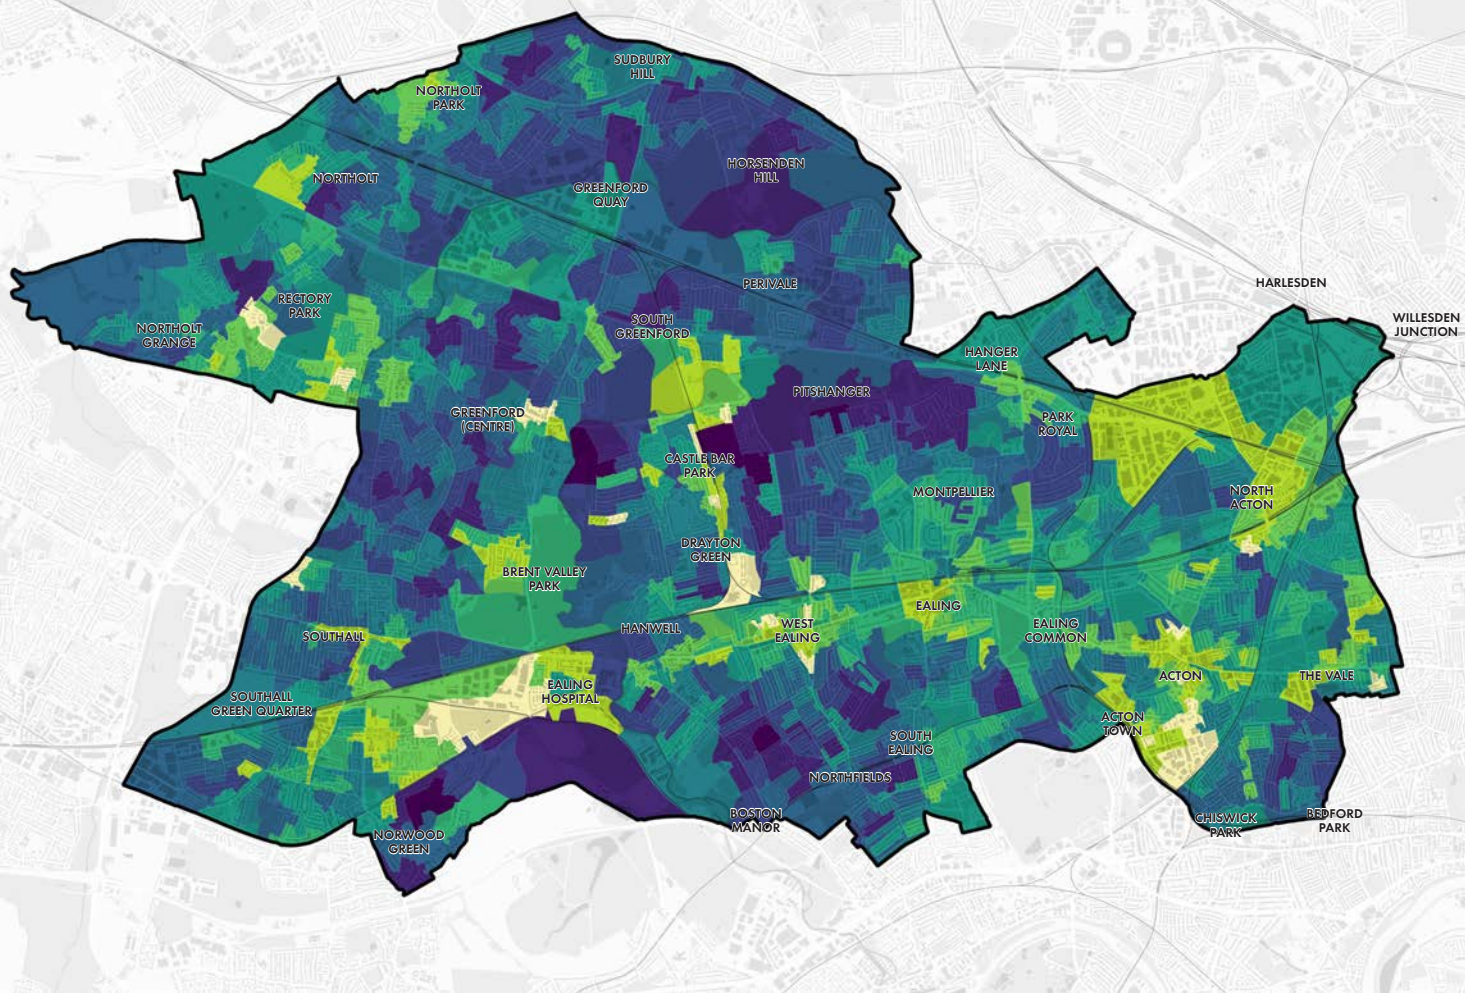 SUDBURY
HILL
NORTHOLT
PARK
HORSENDEN
HILL
NORTHOLT
GREENFORD
QUAY
PERIVALE
HARLESDEN
RECTORY
PARK
SOUTH
GREENFORD
WILLESDEN
JUNCTION
NORTHOLT
GRANGE
HANGER
LANE
PITSHANGER
GREENFORD
(CENTRE)
PARK
ROYAL
CASTLE BAR
PARK
MONTPELLIER
NORTH
ACTON
DRAYTON
GREEN
BRENT VALLEY
PARK
EALING
HANWELL
WEST
EALING
EALING
COMMON
SOUTHALL
ACTON
THE VALE
EALING
HOSPITAL
SOUTHALL
GREEN QUARTER
ACTON
TOWN
SOUTH
EALING
NORTHFIELDS
BOSTON
MANOR
CHISWICK
PARK
BEDFORD
PARK
NORWOOD
GREEN